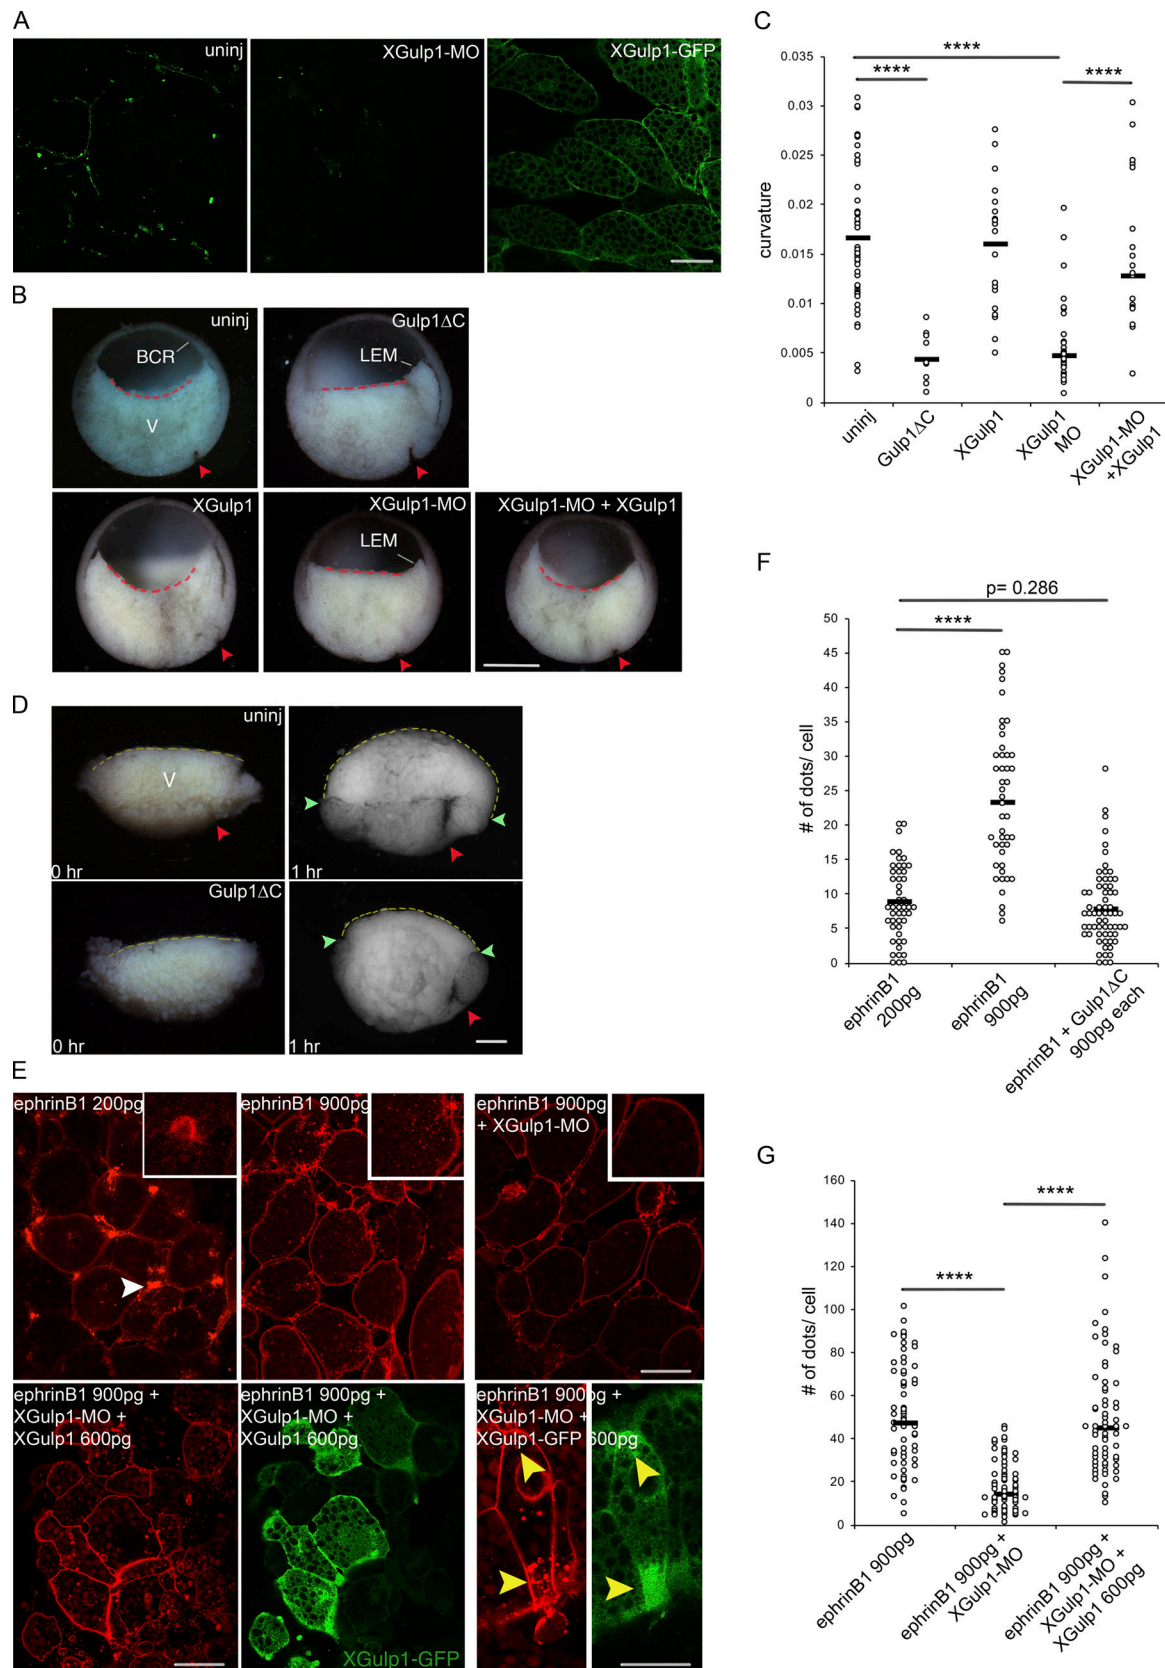 A
uninj
XGulp1-MO
XGulp1-GFP
B
uninj
BCR
V
Gulp1ΔC
LEM
XGulp1
XGulp1-MO
LEM
XGulp1-MO + XGulp1
C
****
****
****
0.035
0.03
0.025
0.02
0.015
0.01
0.005
0
curvature
uninj
Gulp1ΔC
XGulp1
XGulp1
MO
XGulp1-MO
+XGulp1
D
uninj
V
0 hr
1 hr
Gulp1ΔC
0 hr
1 hr
E
ephrinB1 200pg
ephrinB1 900pg
ephrinB1 900pg
+ XGulp1-MO
ephrinB1 900pg +
XGulp1-MO +
XGulp1 600pg
ephrinB1 900pg +
XGulp1-MO +
XGulp1 600pg
XGulp1-GFP
ephrinB1 900pg +
XGulp1-MO +
XGulp1-GFP 600pg
F
p= 0.286
****
50
45
40
35
30
25
20
15
10
5
0
# of dots/ cell
ephrinB1
200pg
ephrinB1
900pg
ephrinB1 + Gulp1ΔC
900pg each
G
160
140
120
100
80
60
40
20
0
****
****
# of dots/ cell
ephrinB1 900pg
ephrinB1 900pg +
XGulp1-MO
ephrinB1 900pg +
XGulp1-MO +
XGulp1 600pg